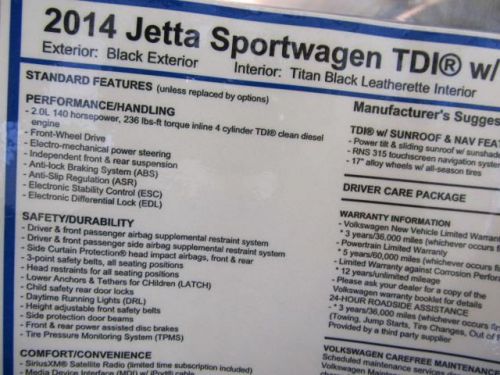 2014 Jetta Sportwagen TDI® w/
Exterior: Black Exterior Interior: Titan Black Leatherette Interior
STANDARD FEATURES (unless replaced by options)
PERFORMANCE/HANDLING
- 2.0L 140 horsepower, 236 lbs-ft torque inline 4 cylinder TDI® clean diesel
engine
- Front-Wheel Drive
- Electro-mechanical power steering
- Independent front & rear suspension
- Anti-lock Braking System (ABS)
- Anti-Slip Regulation (ASR)
- Electronic Stability Control (ESC)
- Electronic Differential Lock (EDL)
SAFETY/DURABILITY
- Driver & front passenger airbag supplemental restraint system
- Driver & front passenger side supplemental restraint system
- Side Curtain Protection® head impact airbags, front & rear
- 3-point safety belts, all seating positions
- Head restraints for all seating positions
- Lower Anchors & Tethers for CHildren (LATCH)
- Child safety rear door locks
- Daytime Running Lights (DRL)
- Height adjustable front safety belts
- Side protection door beams
- Front & rear power assisted disc brakes
- Tire Pressure Monitoring System (TPMS)
COMFORT/CONVENIENCE
- SiriusXM® Satellite Radio (limited time subscription included)
- Media Device Interface (MDI) w/ iPod® cable
Manufacturer's Sugges
TDI® w/ SUNROOF & NAV FEAT
- Power tilt & sliding sunroof w/ sunshade
- RNS 315 touchscreen navigation system
- 17" alloy wheels w/ all-season tires
DRIVER CARE PACKAGE
WARRANTY INFORMATION
- Volkswagen New Vehicle Limited Warranty
* 3 years/36,000 miles (whichever occurs f
- Powertrain Limited Warranty
* 5 years/60,000 miles (whichever occurs f
- Limited Warranty against Corrosion Perfor
* 12 years/unlimited mileage
- Please ask your dealer for a copy of the
Volkswagen warranty booklet for details
24-HOUR ROADSIDE ASSISTANCE
* 3 years/36,000 miles (whichever occurs
(Towing, Jump Starts, Tire Changes, Out of
Provided by a third party supplier
VOLKSWAGEN CAREFREE MAINTENANC
Scheduled maintenance services